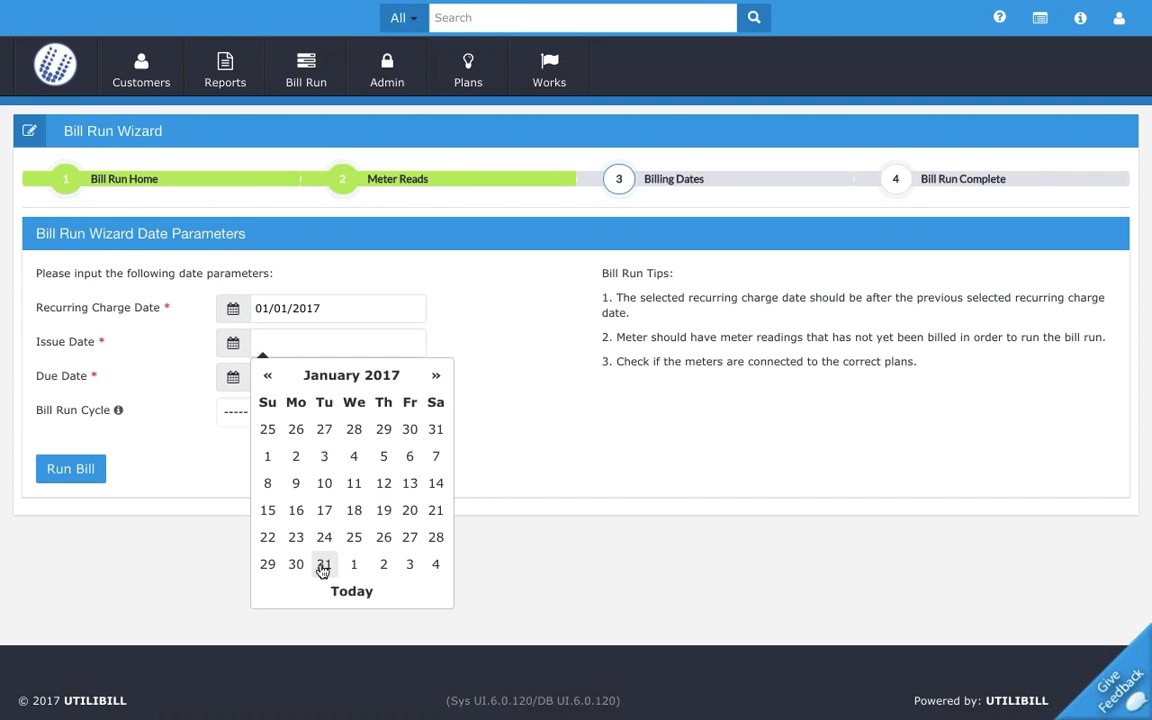 All
Search
Customers
Reports
Bill Run
Admin
Plans
Works
Bill Run Wizard
1 Bill Run Home
2 Meter Reads
3 Billing Dates
4 Bill Run Complete
Bill Run Wizard Date Parameters
Please input the following date parameters:
Recurring Charge Date *
01/01/2017
Issue Date *
Due Date *
Bill Run Cycle
-----
Run Bill
« January 2017 »
Su Mo Tu We Th Fr Sa
25 26 27 28 29 30 31
1 2 3 4 5 6 7
8 9 10 11 12 13 14
15 16 17 18 19 20 21
22 23 24 25 26 27 28
29 30 31 1 2 3 4
Today
Bill Run Tips:
1. The selected recurring charge date should be after the previous selected recurring charge
date.
2. Meter should have meter readings that has not yet been billed in order to run the bill run.
3. Check if the meters are connected to the correct plans.
© 2017 UTILIBILL
(Sys UI.6.0.120/DB UI.6.0.120)
Powered by: UTILIBILL
Give
Feedback